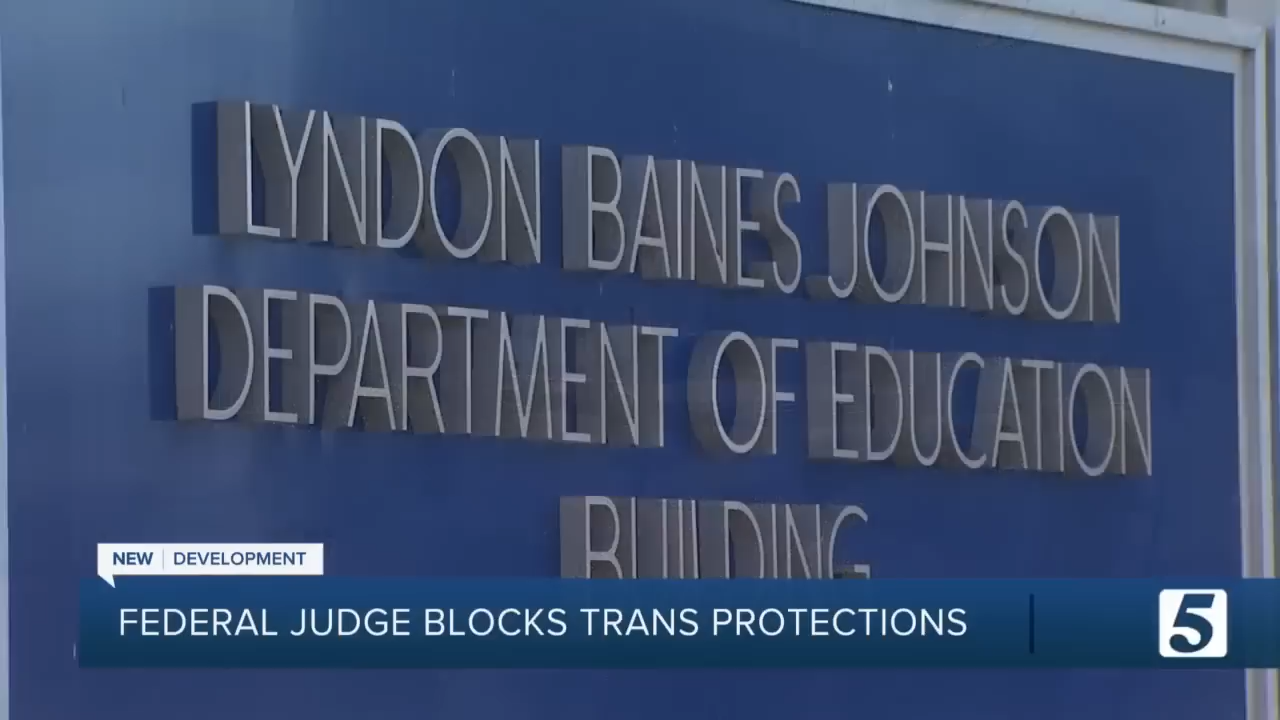 LYNDON BAINES JOHNSON
DEPARTMENT OF EDUCATION
BUILDING
NEW | DEVELOPMENT
FEDERAL JUDGE BLOCKS TRANS PROTECTIONS
5